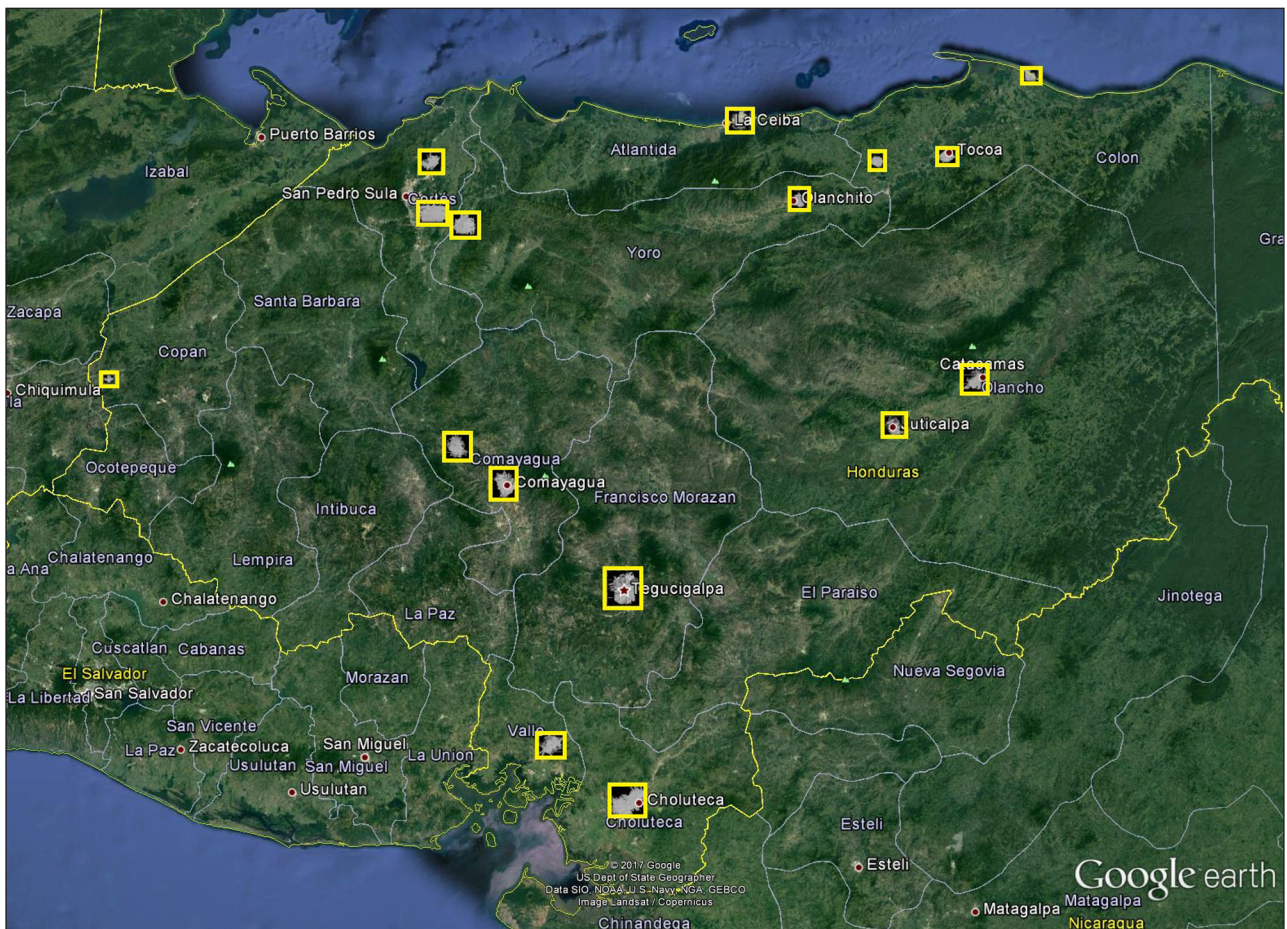 La Ceiba
Puerto Barrios
Atlantida
Tocoa
Colon
Izabal
San Pedro Sula
Cortés
Olanchito
Gra
Yoro
Santa Barbara
Zacapa
Copan
Catacamas
Chiquimula
la
Olancho
Juticalpa
Ocotepeque
Comayagua
Honduras
Comayagua
Francisco Morazan
Intibuca
a Ana
Chalatenango
Lempira
Tegucigalpa
El Paraiso
Jinotega
Chalatenango
La Paz
Cuscatlan
Cabanas
El Salvador
Morazan
Nueva Segovia
La Libertad
San Salvador
San Vicente
Valle
La Paz
Zacatecoluca
San Miguel
La Union
Usulutan
San Miguel
Usulutan
Choluteca
Choluteca
Esteli
Esteli
© 2017 Google
US Dept of State Geographer
Data SIO, NOAA, U.S. Navy, NGA, GEBCO
Image Landsat / Copernicus
Google earth
Matagalpa
Matagalpa
Chinandega
Nicaragua